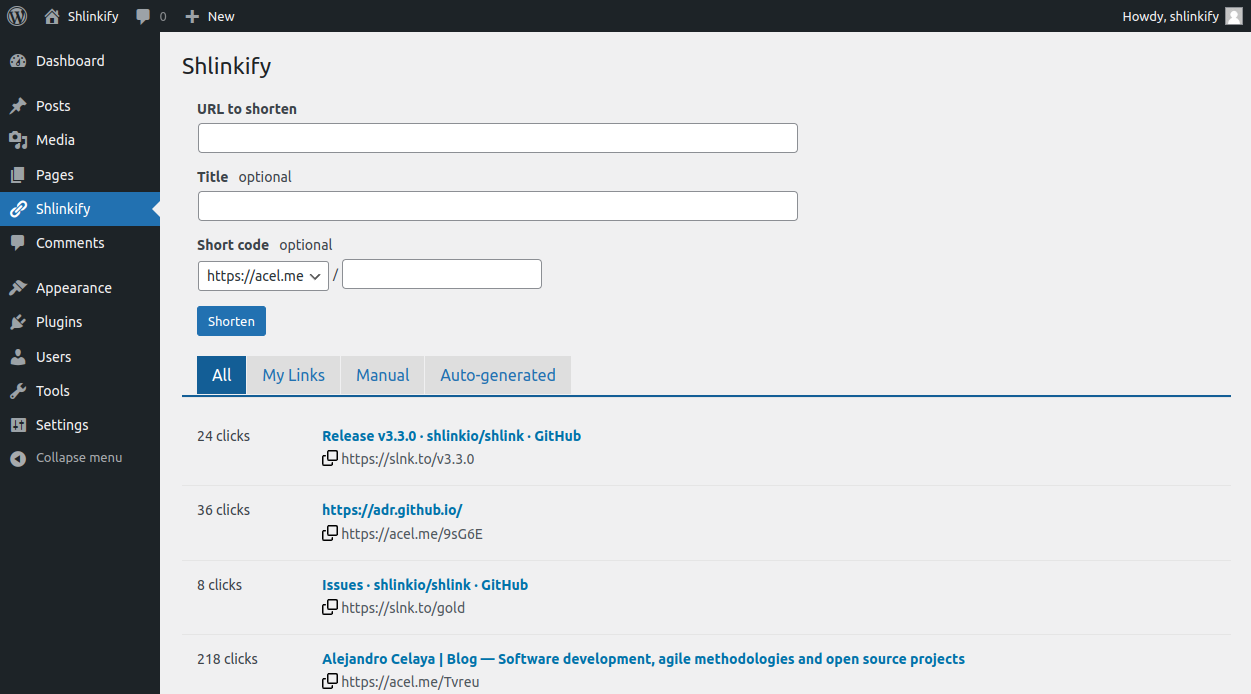 Shlinkify 0 New Howdy, shlinkify
Dashboard
Posts
Media
Pages
Shlinkify
Comments
Appearance
Plugins
Users
Tools
Settings
Collapse menu
Shlinkify
URL to shorten
Title optional
Short code optional
https://acel.me /
Shorten
All My Links Manual Auto-generated
24 clicks Release v3.3.0 · shlinkio/shlink · GitHub
https://slnk.to/v3.3.0
36 clicks https://adr.github.io/
https://acel.me/9sG6E
8 clicks Issues · shlinkio/shlink · GitHub
https://slnk.to/gold
218 clicks Alejandro Celaya | Blog — Software development, agile methodologies and open source projects
https://acel.me/Tvreu